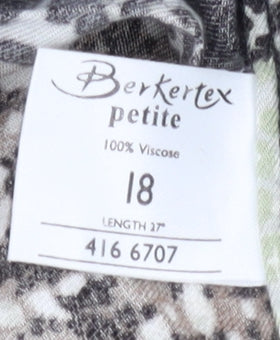 Berkertex
petite
100% Viscose
18
LENGTH 27"
416 6707